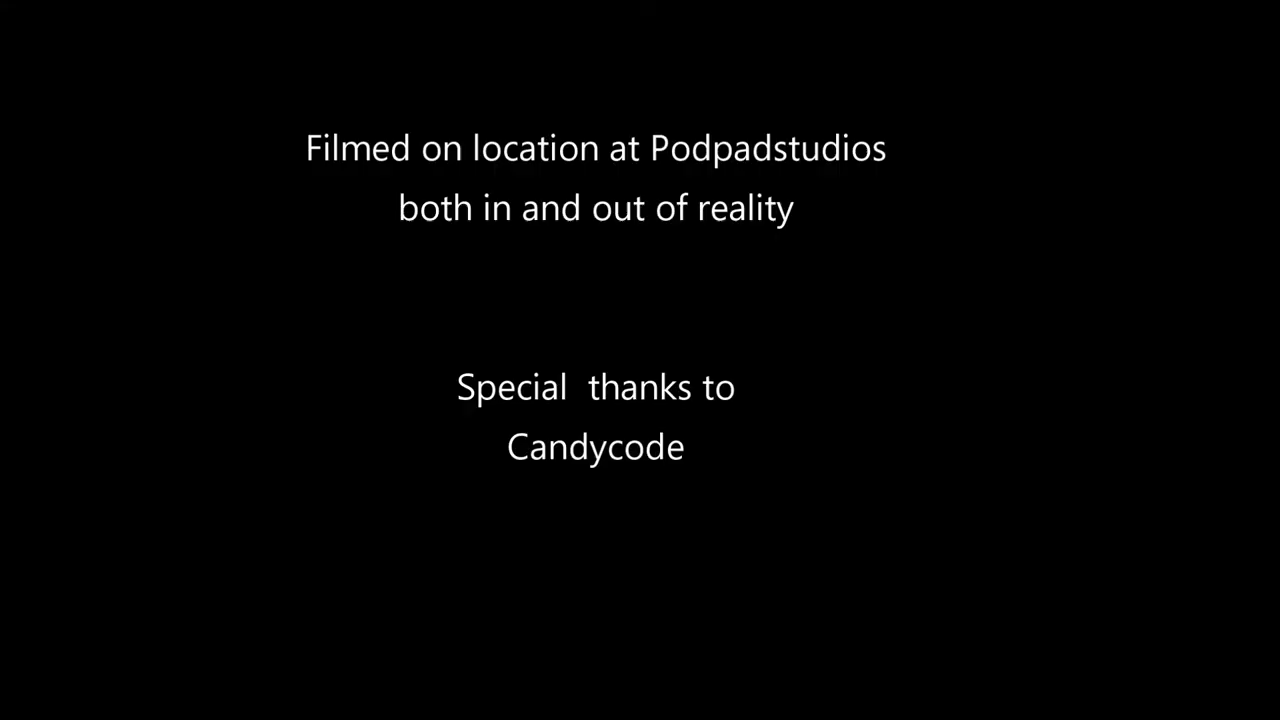 Filmed on location at Podpadstudios
both in and out of reality
Special  thanks to
Candycode